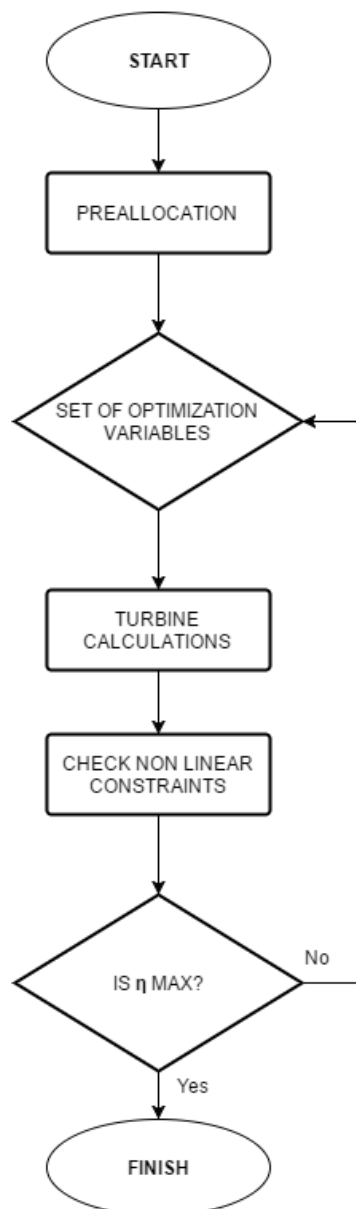 START
PREALLOCATION
SET OF OPTIMIZATION
VARIABLES
TURBINE
CALCULATIONS
CHECK NON LINEAR
CONSTRAINTS
IS η MAX?
No
Yes
FINISH